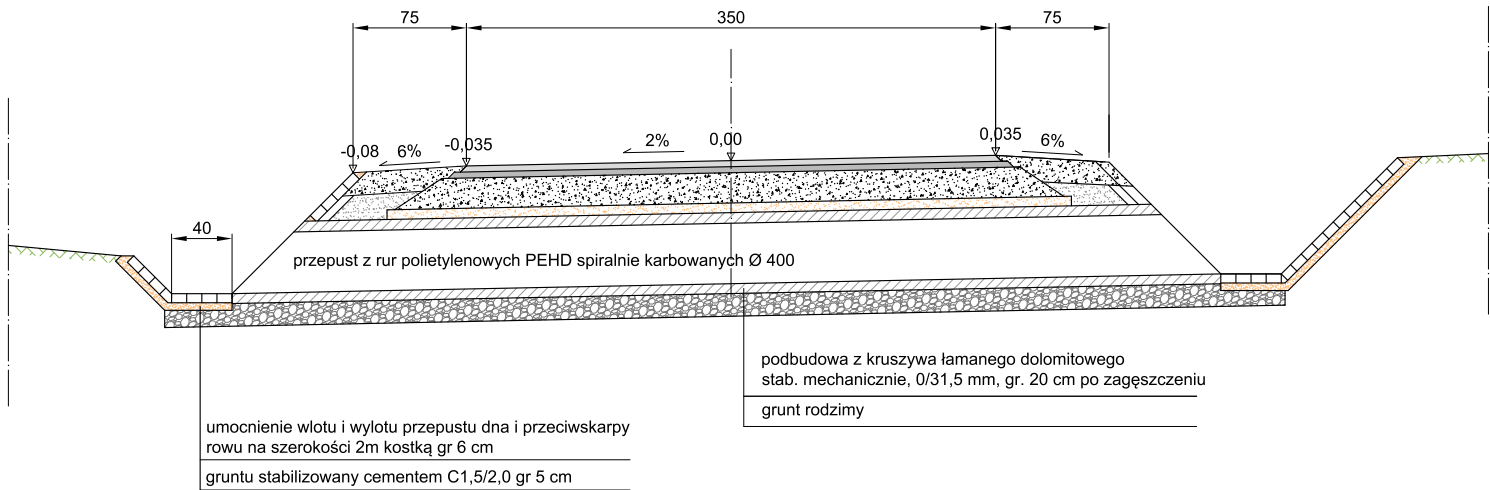 75
350
75
-0,08
6%
-0,035
2%
0,00
0,035
6%
40
przepust z rur polietylenowych PEHD spiralnie karbowanych Ø 400
podbudowa z kruszywa łamanego dolomitowego
stab. mechanicznie, 0/31,5 mm, gr. 20 cm po zagęszczeniu
grunt rodzimy
umocnienie wlotu i wylotu przepustu dna i przeciwskarpy
rowu na szerokości 2m kostką gr 6 cm
gruntu stabilizowany cementem C1,5/2,0 gr 5 cm